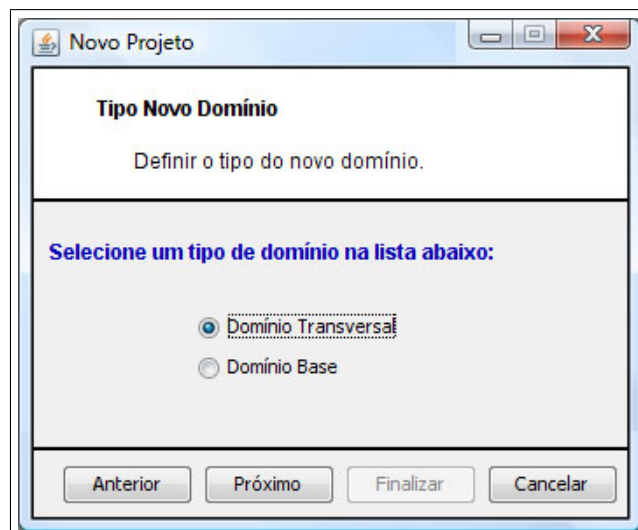 Novo Projeto
Tipo Novo Domínio
Definir o tipo do novo domínio.
Selecione um tipo de domínio na lista abaixo:
Domínio Transversal
Domínio Base
Anterior Próximo Finalizar Cancelar